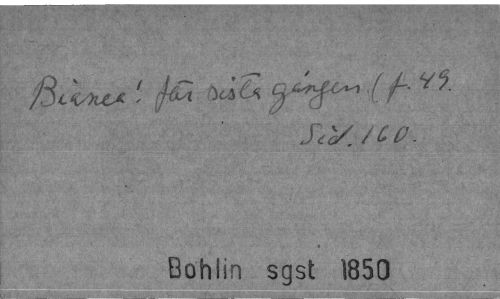 Bianca! för sista gången (f. 49.
Sid. 160.
Bohlin sgst 1850